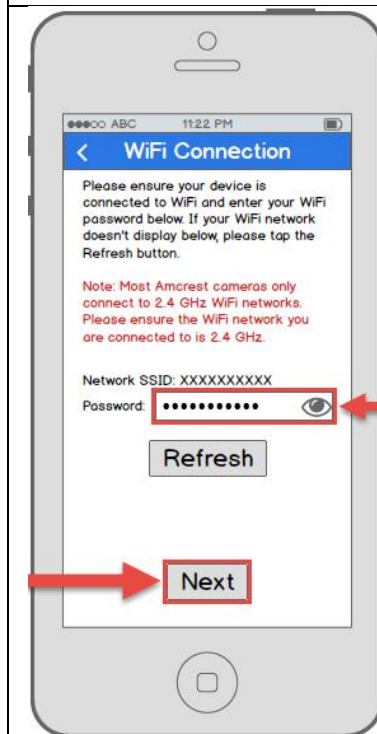 ABC 11:22 PM
< WiFi Connection
Please ensure your device is
connected to WiFi and enter your WiFi
password below. If your WiFi network
doesn't display below, please tap the
Refresh button.
Note: Most Amcrest cameras only
connect to 2.4 GHz WiFi networks.
Please ensure the WiFi network you
are connected to is 2.4 GHz.
Network SSID: XXXXXXXXXX
Password: •••••••••••
Refresh
Next